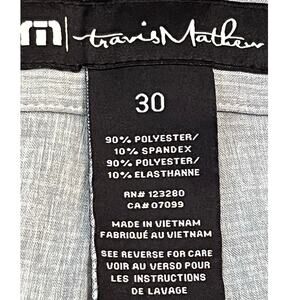 travisMathew
30
90% POLYESTER/
10% SPANDEX
90% POLYESTER/
10% ELASTHANNE
RN# 123280
CA# 07099
MADE IN VIETNAM
FABRIQUÉ AU VIETNAM
SEE REVERSE FOR CARE
VOIR AU VERSO POUR
LES INSTRUCTIONS
DE LAVAGE